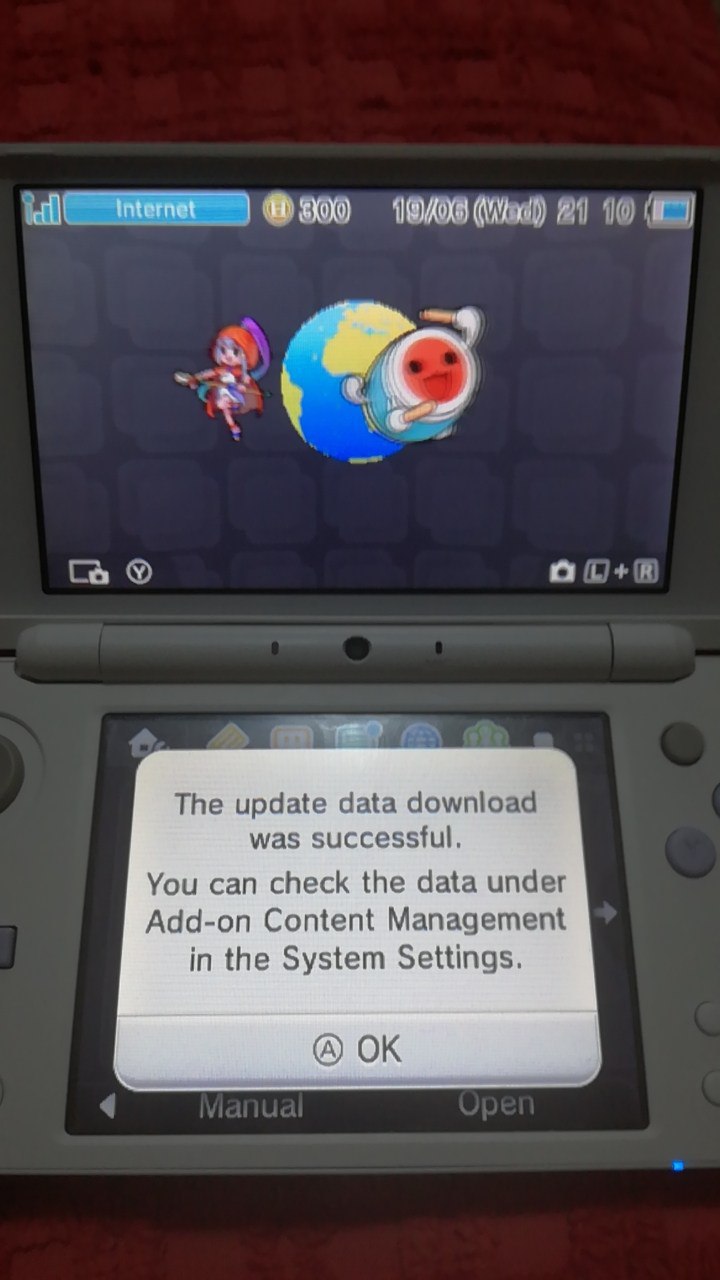 Internet
300
19/06 (Wed) 21 10
Y
L + R
The update data download
was successful.
You can check the data under
Add-on Content Management
in the System Settings.
A OK
Manual
Open